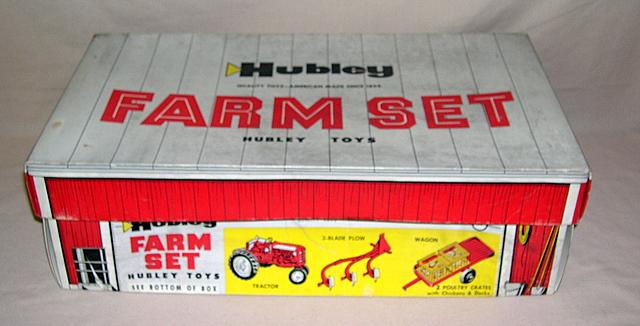 Hubley
QUALITY TOYS...AMERICAN MADE SINCE 1894
FARM SET
HUBLEY TOYS
Hubley
FARM
SET
HUBLEY TOYS
SEE BOTTOM OF BOX
TRACTOR
3-BLADE PLOW
WAGON
2 POULTRY CRATES
with Chickens & Ducks